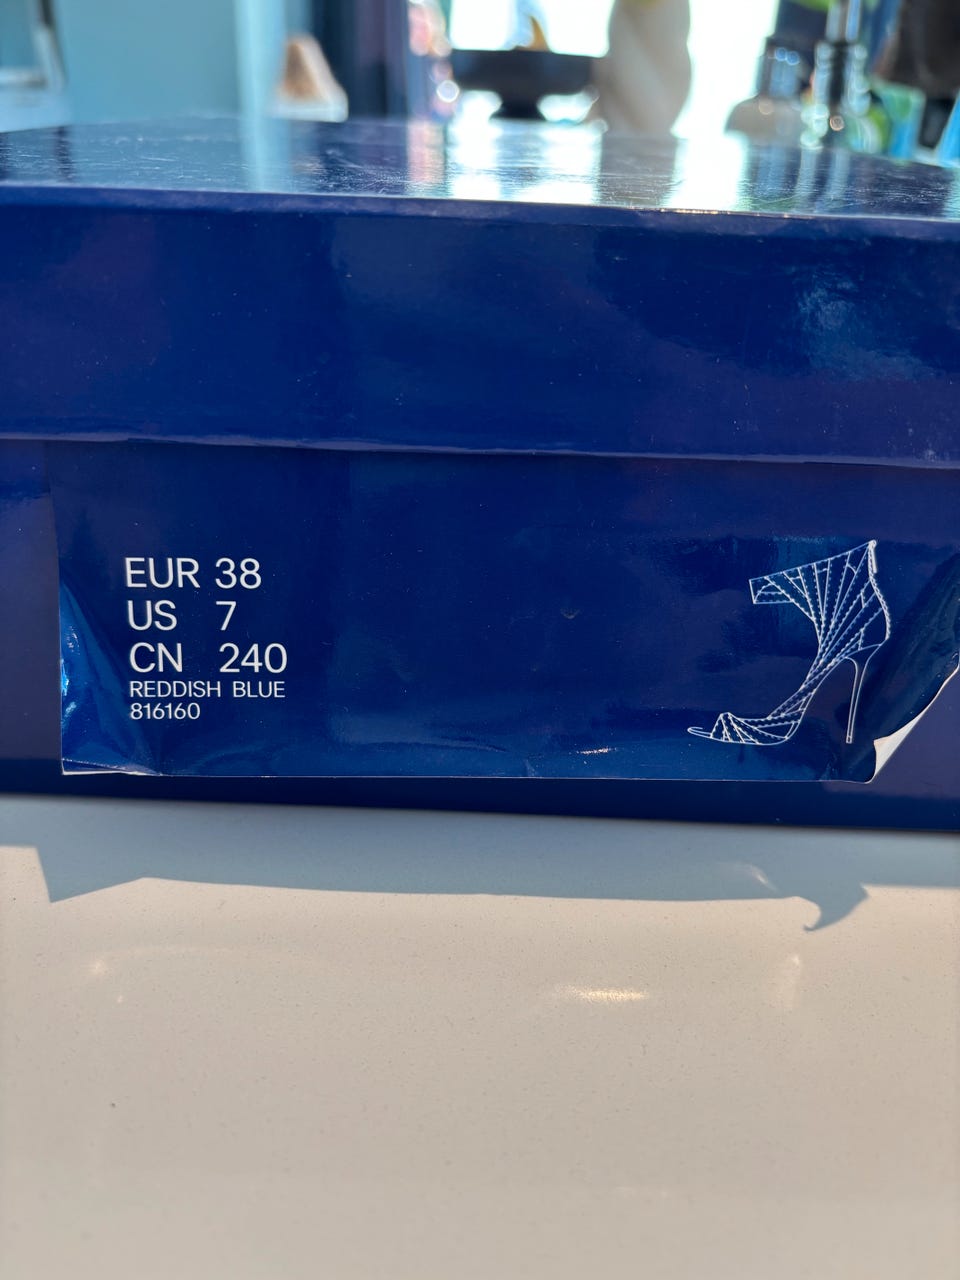 EUR 38
US 7
CN 240
REDDISH BLUE
816160